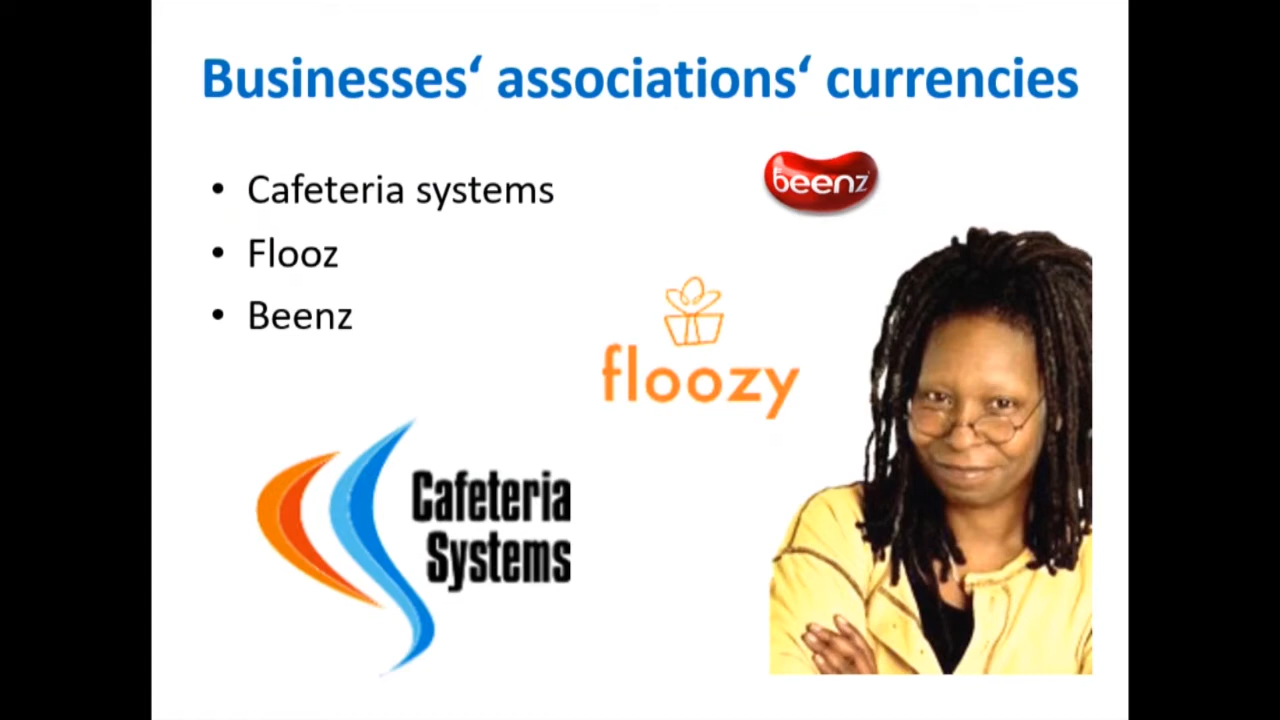 Businesses‘ associations‘ currencies
• Cafeteria systems
• Flooz
• Beenz
beenz
floozy
Cafeteria
Systems